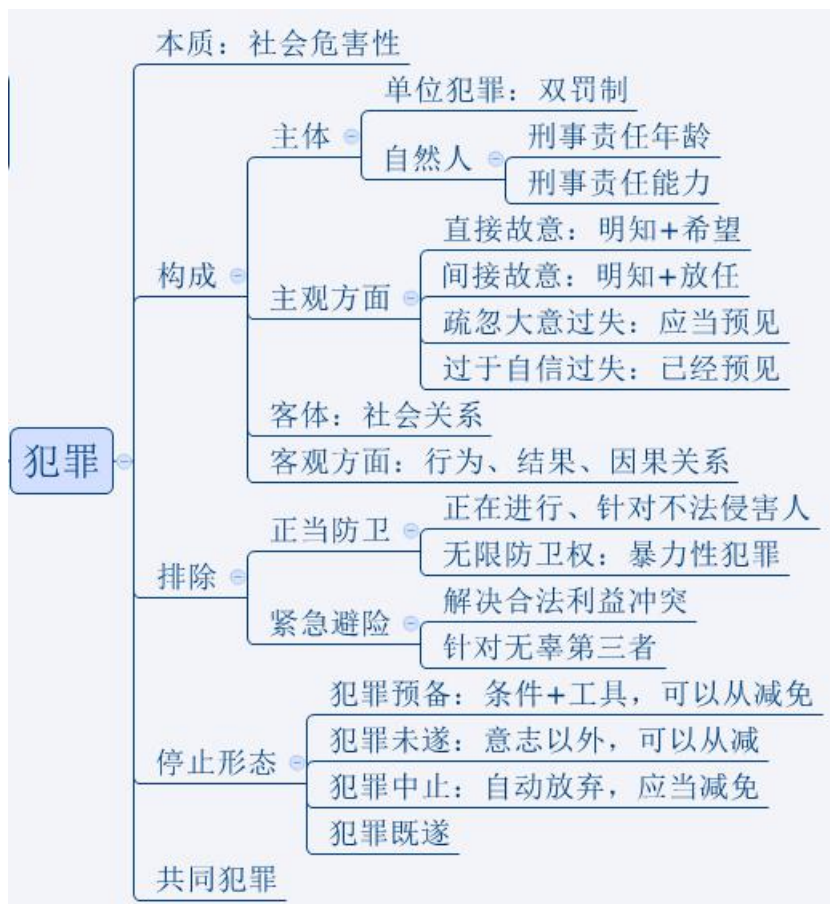 犯罪
本质：社会危害性
构成
主体
单位犯罪：双罚制
自然人
刑事责任年龄
刑事责任能力
主观方面
直接故意：明知+希望
间接故意：明知+放任
疏忽大意过失：应当预见
过于自信过失：已经预见
客体：社会关系
客观方面：行为、结果、因果关系
排除
正当防卫
正在进行、针对不法侵害人
无限防卫权：暴力性犯罪
紧急避险
解决合法利益冲突
针对无辜第三者
停止形态
犯罪预备：条件+工具，可以从减免
犯罪未遂：意志以外，可以从减
犯罪中止：自动放弃，应当减免
犯罪既遂
共同犯罪